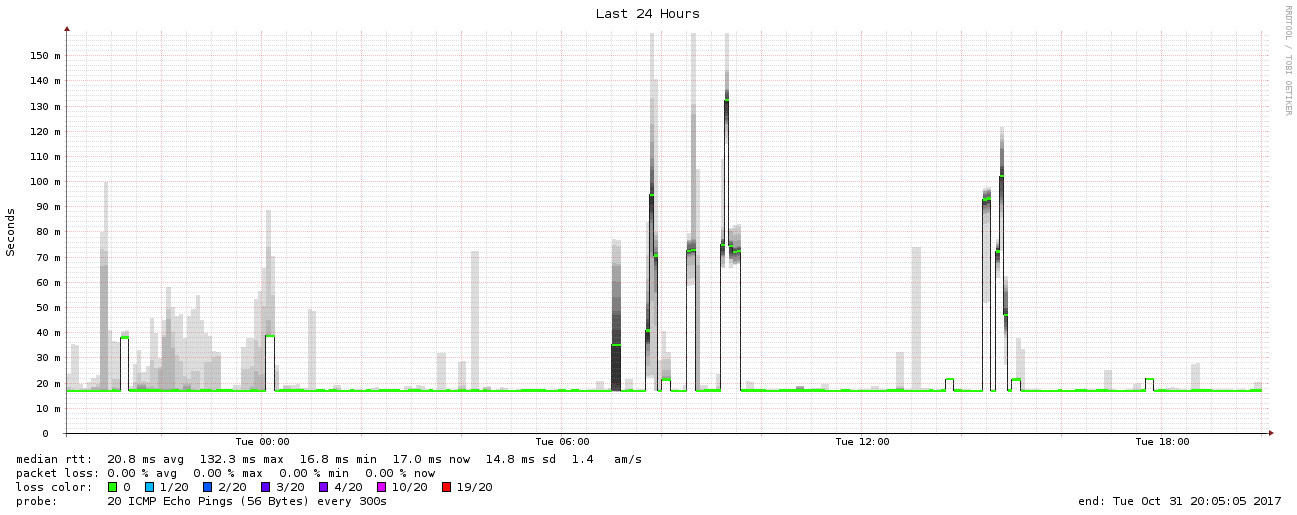 Last 24 Hours
RRDTOOL / TOBI OETIKER
Seconds
150 m
140 m
130 m
120 m
110 m
100 m
90 m
80 m
70 m
60 m
50 m
40 m
30 m
20 m
10 m
0
Tue 00:00 Tue 06:00 Tue 12:00 Tue 18:00
median rtt: 20.8 ms avg 132.3 ms max 16.8 ms min 17.0 ms now 14.8 ms sd 1.4 am/s
packet loss: 0.00 % avg 0.00 % max 0.00 % min 0.00 % now
loss color: 0 1/20 2/20 3/20 4/20 10/20 19/20
probe: 20 ICMP Echo Pings (56 Bytes) every 300s end: Tue Oct 31 20:05:05 2017